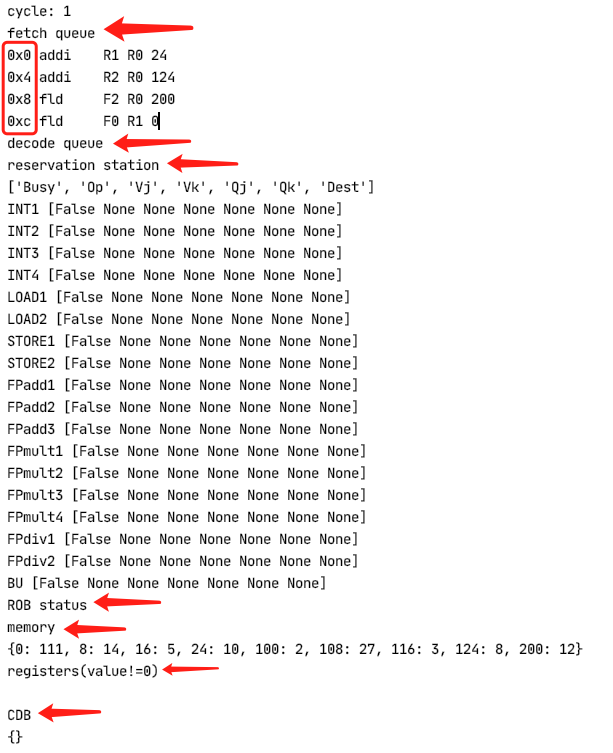 cycle: 1
fetch queue
0x0 addi R1 R0 24
0x4 addi R2 R0 124
0x8 fld F2 R0 200
0xc fld F0 R1 0
decode queue
reservation station
['Busy', 'Op', 'Vj', 'Vk', 'Qj', 'Qk', 'Dest']
INT1 [False None None None None None None]
INT2 [False None None None None None None]
INT3 [False None None None None None None]
INT4 [False None None None None None None]
LOAD1 [False None None None None None None]
LOAD2 [False None None None None None None]
STORE1 [False None None None None None None]
STORE2 [False None None None None None None]
FPadd1 [False None None None None None None]
FPadd2 [False None None None None None None]
FPadd3 [False None None None None None None]
FPmult1 [False None None None None None None]
FPmult2 [False None None None None None None]
FPmult3 [False None None None None None None]
FPmult4 [False None None None None None None]
FPdiv1 [False None None None None None None]
FPdiv2 [False None None None None None None]
BU [False None None None None None None]
ROB status
memory
{0: 111, 8: 14, 16: 5, 24: 10, 100: 2, 108: 27, 116: 3, 124: 8, 200: 12}
registers(value!=0)
CDB
{}